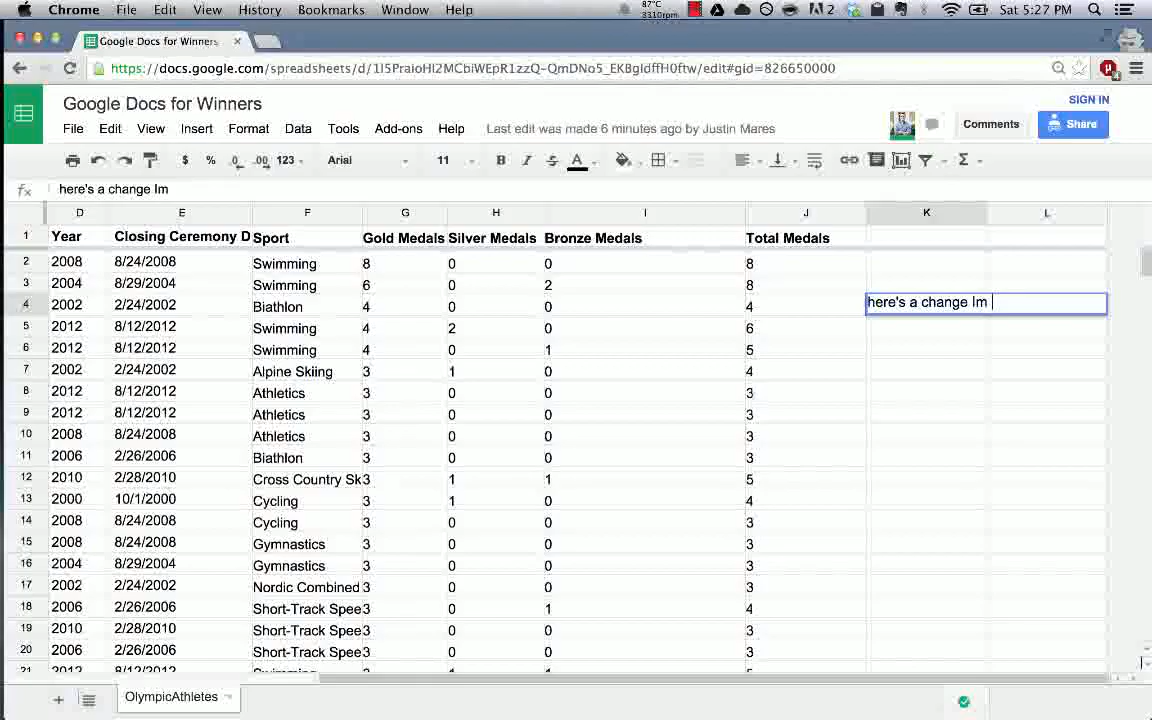 Chrome File Edit View History Bookmarks Window Help 87°C 3310rpm 2 Sat 5:27 PM
Google Docs for Winners
https://docs.google.com/spreadsheets/d/1I5PraioHI2MCbiWEpR1zzQ-QmDNo5_EKBgIdffH0ftw/edit#gid=826650000
SIGN IN
Google Docs for Winners
File Edit View Insert Format Data Tools Add-ons Help Last edit was made 6 minutes ago by Justin Mares Comments Share
$ % .0 .00 123 Arial 11 B I S A Σ
fx here's a change Im
D E F G H I J K L
1 Year Closing Ceremony D Sport Gold Medals Silver Medals Bronze Medals Total Medals
2 2008 8/24/2008 Swimming 8 0 0 8
3 2004 8/29/2004 Swimming 6 0 2 8
4 2002 2/24/2002 Biathlon 4 0 0 4 here's a change Im
5 2012 8/12/2012 Swimming 4 2 0 6
6 2012 8/12/2012 Swimming 4 0 1 5
7 2002 2/24/2002 Alpine Skiing 3 1 0 4
8 2012 8/12/2012 Athletics 3 0 0 3
9 2012 8/12/2012 Athletics 3 0 0 3
10 2008 8/24/2008 Athletics 3 0 0 3
11 2006 2/26/2006 Biathlon 3 0 0 3
12 2010 2/28/2010 Cross Country Sk 3 1 1 5
13 2000 10/1/2000 Cycling 3 1 0 4
14 2008 8/24/2008 Cycling 3 0 0 3
15 2008 8/24/2008 Gymnastics 3 0 0 3
16 2004 8/29/2004 Gymnastics 3 0 0 3
17 2002 2/24/2002 Nordic Combined 3 0 0 3
18 2006 2/26/2006 Short-Track Spee 3 0 1 4
19 2010 2/28/2010 Short-Track Spee 3 0 0 3
20 2006 2/26/2006 Short-Track Spee 3 0 0 3
21 2012 8/12/2012
OlympicAthletes